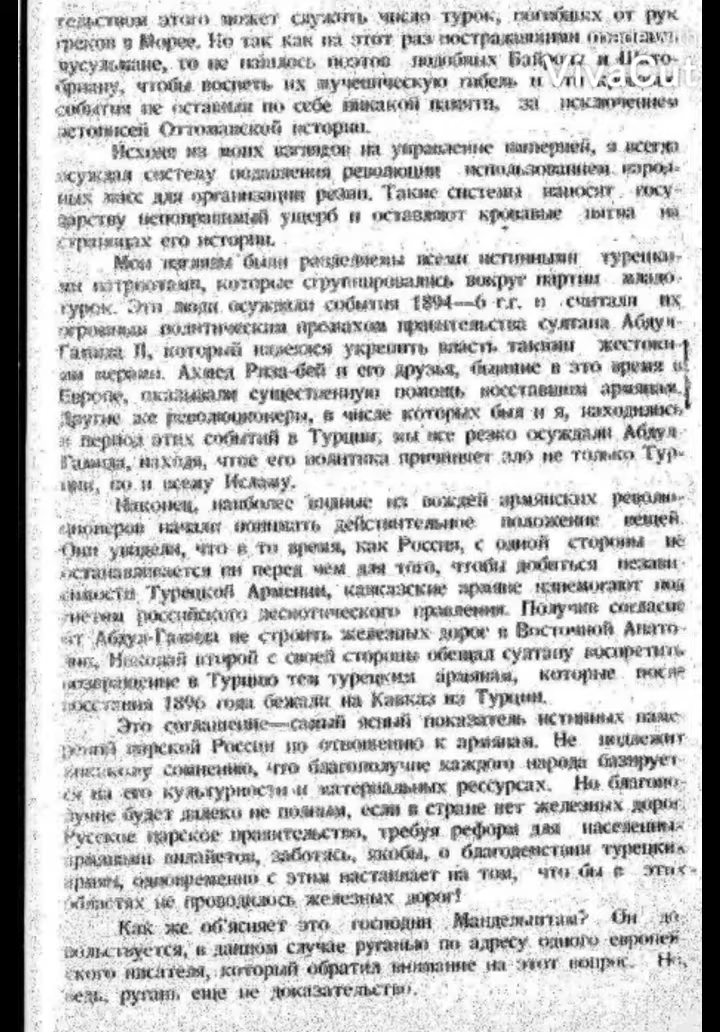 тельством этого может служить число турок, погибших от рук
греков в Морее. Но так как на этот раз пострадавшими оказались
мусульмане, то не нашлось поэтов подобных Байрону и Шато-
бриану, чтобы воспеть их мученическую гибель и
события не оставили по себе никакой памяти, за исключением
летописей Оттоманской истории.
Исходя из моих взглядов на управление империей, я всегда
осуждал систему подавления революции использованием народ-
ных масс для организации резни. Такие системы наносят госу-
дарству непоправимый ущерб и оставляют кровавые пятна на
страницах его истории.
Мои взгляды были разделяемы всеми истинными турецки-
ми патриотами, которые сгруппировались вокруг партии младо-
турок. Эти люди осуждали события 1894—6 г.г. и считали их
огромным политическим промахом правительства султана Абдул-
Гамида II, который надеялся укрепить власть такими жестоки-
ми мерами. Ахмед Риза-бей и его друзья, бывшие в это время в
Европе, оказывали существенную помощь восставшим армянам.
Другие же революционеры, в числе которых был и я, находились
в период этих событий в Турции; мы все резко осуждали Абдул-
Гамида, находя, чтое его политика причиняет зло не только Тур-
ции, но и всему Исламу.
Наконец, наиболее видные из вождей армянских револю-
ционеров начали понимать действительное положение вещей.
Они увидели, что в то время, как Россия, с одной стороны не
останавливается ни перед чем для того, чтобы добиться незави-
симости Турецкой Армении, кавказские армяне изнемогают под
гнетом российского деспотического правления. Получив согласие
от Абдул-Гамида не строить железных дорог в Восточной Анато-
лии, Николай второй с своей стороны обещал султану воспретить
возвращение в Турцию тем турецким армянам, которые после
восстания 1896 года бежали на Кавказ из Турции.
Это соглашение—самый ясный показатель истинных наме-
рений царской России по отношению к армянам. Не подлежит
никакому сомнению, что благополучие каждого народа базирует-
ся на его культурности и материальных рессурсах. Но благопо-
лучие будет далеко не полным, если в стране нет железных дорог.
Русское царское правительство, требуя реформ для населенных
армянами вилайетов, заботясь, якобы, о благоденствии турецких
армян, одновременно с этим настаивает на том, что бы в этих
областях не проводилось железных дорог!
Как же об'ясняет это господин Мандельштам? Он до-
вольствуется, в данном случае руганью по адресу одного европей-
ского писателя, который обратил внимание на этот вопрос. Но,
ведь, ругань еще не доказательство.
VivaCut